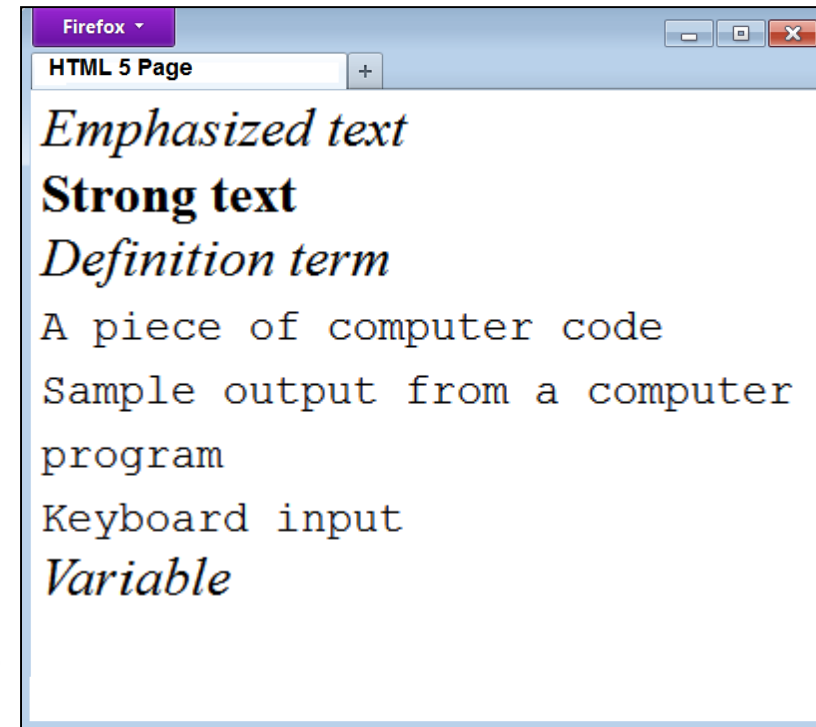 Firefox
HTML 5 Page
Emphasized text
Strong text
Definition term
A piece of computer code
Sample output from a computer
program
Keyboard input
Variable